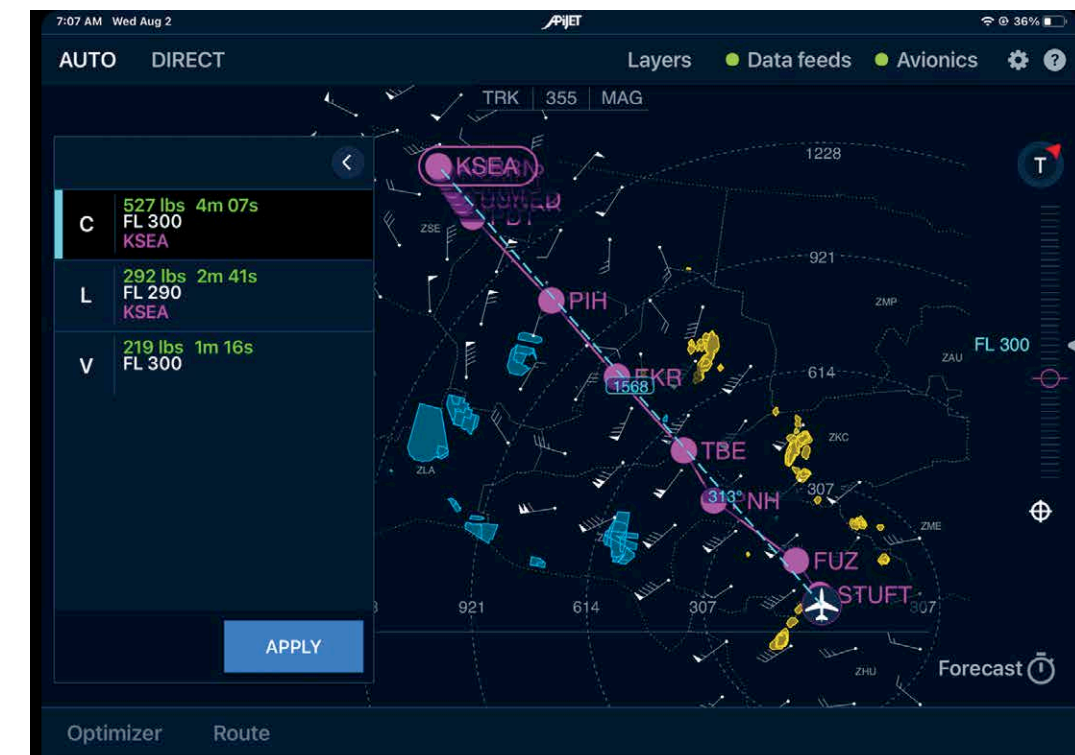 7:07 AM Wed Aug 2
APiJET
36%
AUTO DIRECT
Layers Data feeds Avionics ?
TRK 355 MAG
T
C
527 lbs 4m 07s
FL 300
KSEA
L
292 lbs 2m 41s
FL 290
KSEA
V
219 lbs 1m 16s
FL 300
APPLY
KSEA
1228
ZSE
921
PIH
ZMP
FL 300
ZAU
EKR
1568
614
TBE
ZKC
ZLA
313°
PNH
307
ZME
FUZ
STUFT
921
614
307
307
ZHU
Forecast
Optimizer Route